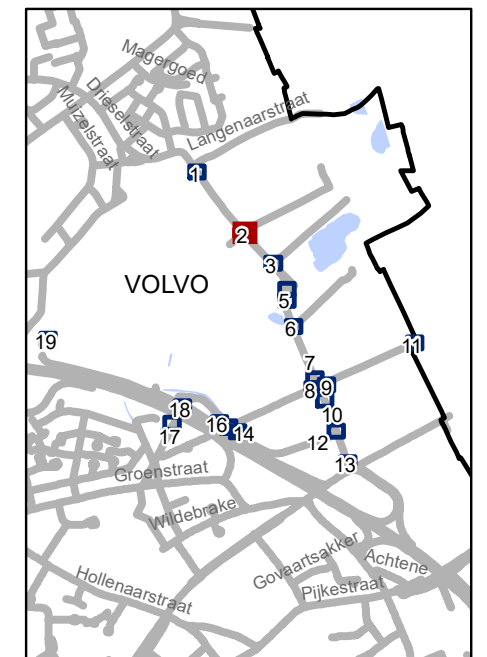 Magergoed
Drieselstraat
Muizelstraat
Langenaarstraat
1
2
3
VOLVO
5
6
19
11
7
8
9
18
10
16
17
14
12
13
Groenstraat
Wildebrake
Govaartsakker
Achtene
Hollenaarstraat
Pijkestraat